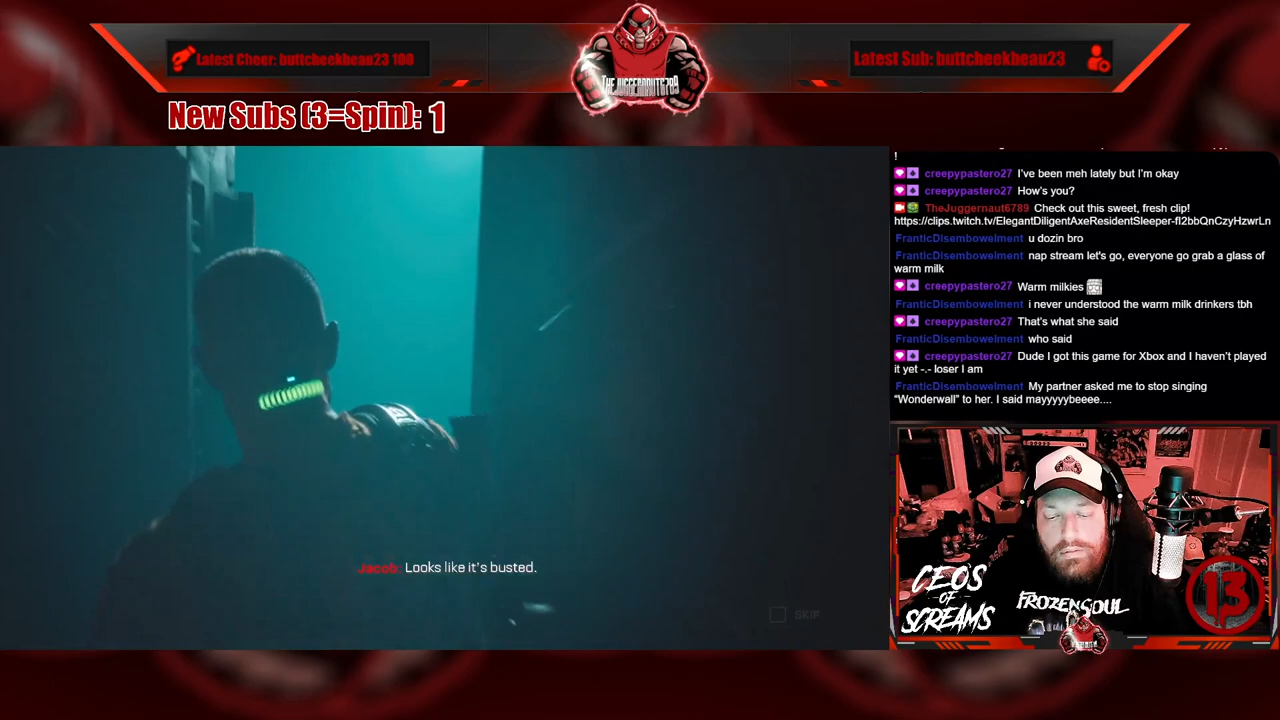 Latest Cheer: buttcheekbeau23 100
THEJUGGERNAUT6789
Latest Sub: buttcheekbeau23
New Subs (3=Spin): 1
!
creepypastero27 I've been meh lately but I'm okay
creepypastero27 How's you?
TheJuggernaut6789 Check out this sweet, fresh clip!
https://clips.twitch.tv/ElegantDiligentAxeResidentSleeper-fI2bbQnCzyHzwrLn
FranticDisembowelment u dozin bro
FranticDisembowelment nap stream let's go, everyone go grab a glass of
warm milk
creepypastero27 Warm milkies
FranticDisembowelment i never understood the warm milk drinkers tbh
creepypastero27 That's what she said
FranticDisembowelment who said
creepypastero27 Dude I got this game for Xbox and I haven't played
it yet -.- loser I am
FranticDisembowelment My partner asked me to stop singing
“Wonderwall” to her. I said mayyyybeeee....
Jacob: Looks like it's busted.
SKIP
CEOS
OF
SCREAMS
FROZEN SOUL
13